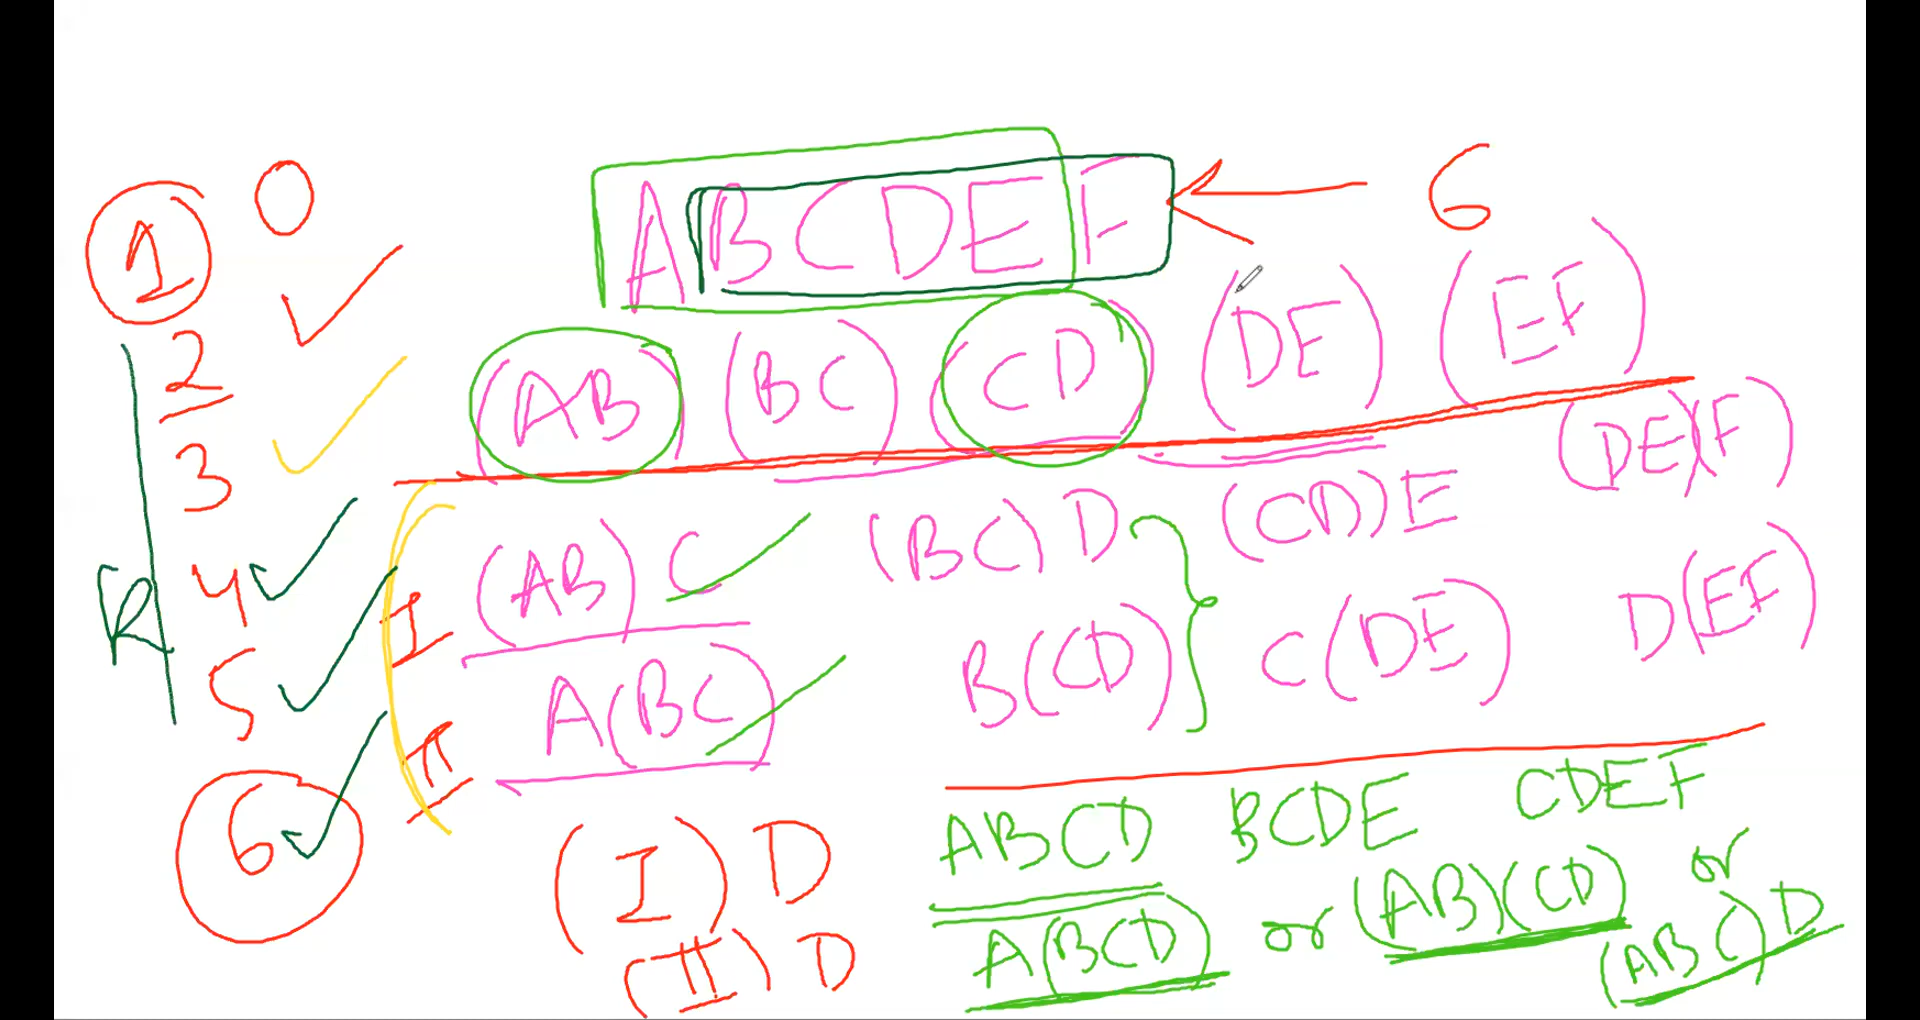 ABCDEF 6
1 0
2
(AB) (BC) (CD) (DE) (EF)
3
(AB)C (BC)D (CD)E (DE)(F)
R 4
I
A(BC) B(CD) C(DE) D(EF)
5
II
6
(I)D ABCD BCDE CDEF
(II)D A(BCD) or (AB)(CD) or
(ABC)D